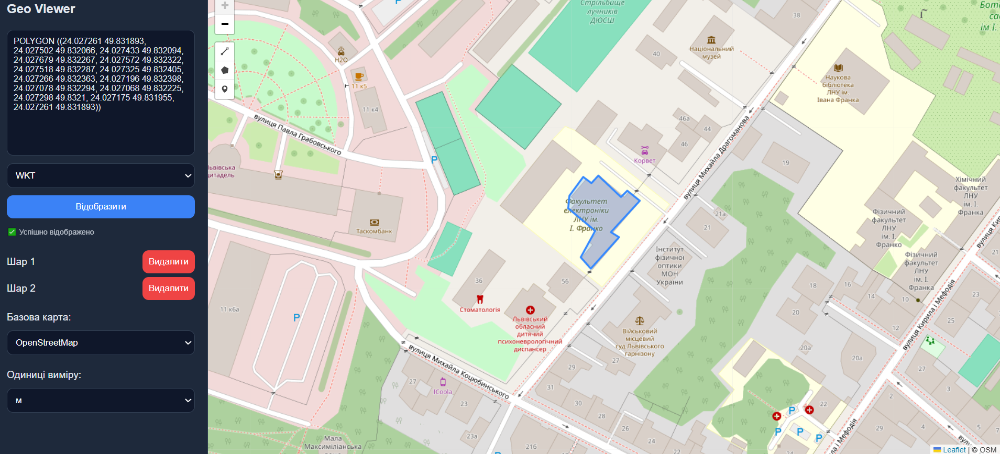 Geo Viewer
POLYGON ((24.027261 49.831893,
24.027502 49.832066, 24.027433 49.832094,
24.027679 49.832267, 24.027572 49.832322,
24.027518 49.832287, 24.027325 49.832405,
24.027266 49.832363, 24.027196 49.832398,
24.027078 49.832294, 24.027068 49.832225,
24.027298 49.8321, 24.027175 49.831955,
24.027261 49.831893))
WKT
Відобразити
Успішно відображено
Шар 1
Видалити
Шар 2
Видалити
Базова карта:
OpenStreetMap
Одиниці виміру:
м
P
Стрільбище
лучників
ДЮСШ
38
Бот
са
ім І.
Н2О
11 к5
11 к4
40
Національний
музей
Наукова
бібліотека
ЛНУ ім.
Івана Франка
вулиця Павла Грабовського
46а
44
46
Корвет
вулиця Михайла Драгоманова
19
P
львівська
цитадель
Таскомбанк
Факультет
електроніки
ЛНУ ім.
І. Франко
21а
21
Хімічний
факультет
ЛНУ
ім. І.
Франка
Фізичний
факультет
ЛНУ
ім. І.
Франко
вулиця Ки
Інститут
фізичної
оптики
МОН
України
Фізичний
факультет
ЛНУ
ім. І.
Франка
21
36
56
Стоматологія
11 к6а
P
Львівський
обласний
дитячий
психоневрологічний
диспансер
Військовий
місцевий
суд Львівського
гарнізону
18
16
14
10
23
20
12
25
вулиця Кирила і Мефодія
20а
20а
27
29
27
вулиця Михайла Коцюбинського
27
ICoola
23
31
30
28
26
24
22
P
P
P
P
2
3
27
29
4
5
23а
216
Мала
Максиміліанська
P
і Мефодія
вул
Leaflet | © OSM